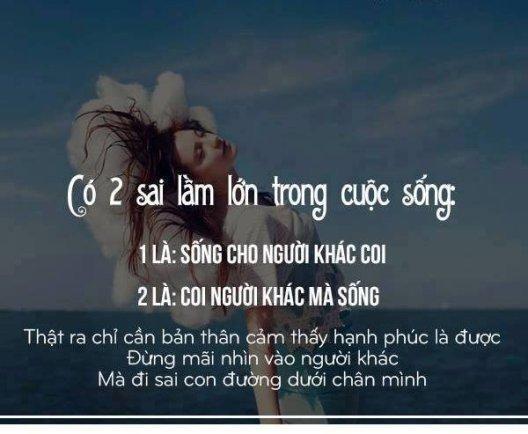 Có 2 sai lầm lớn trong cuộc sống:
1 LÀ: SỐNG CHO NGƯỜI KHÁC COI
2 LÀ: COI NGƯỜI KHÁC MÀ SỐNG
Thật ra chỉ cần bản thân cảm thấy hạnh phúc là được
Đừng mãi nhìn vào người khác
Mà đi sai con đường dưới chân mình